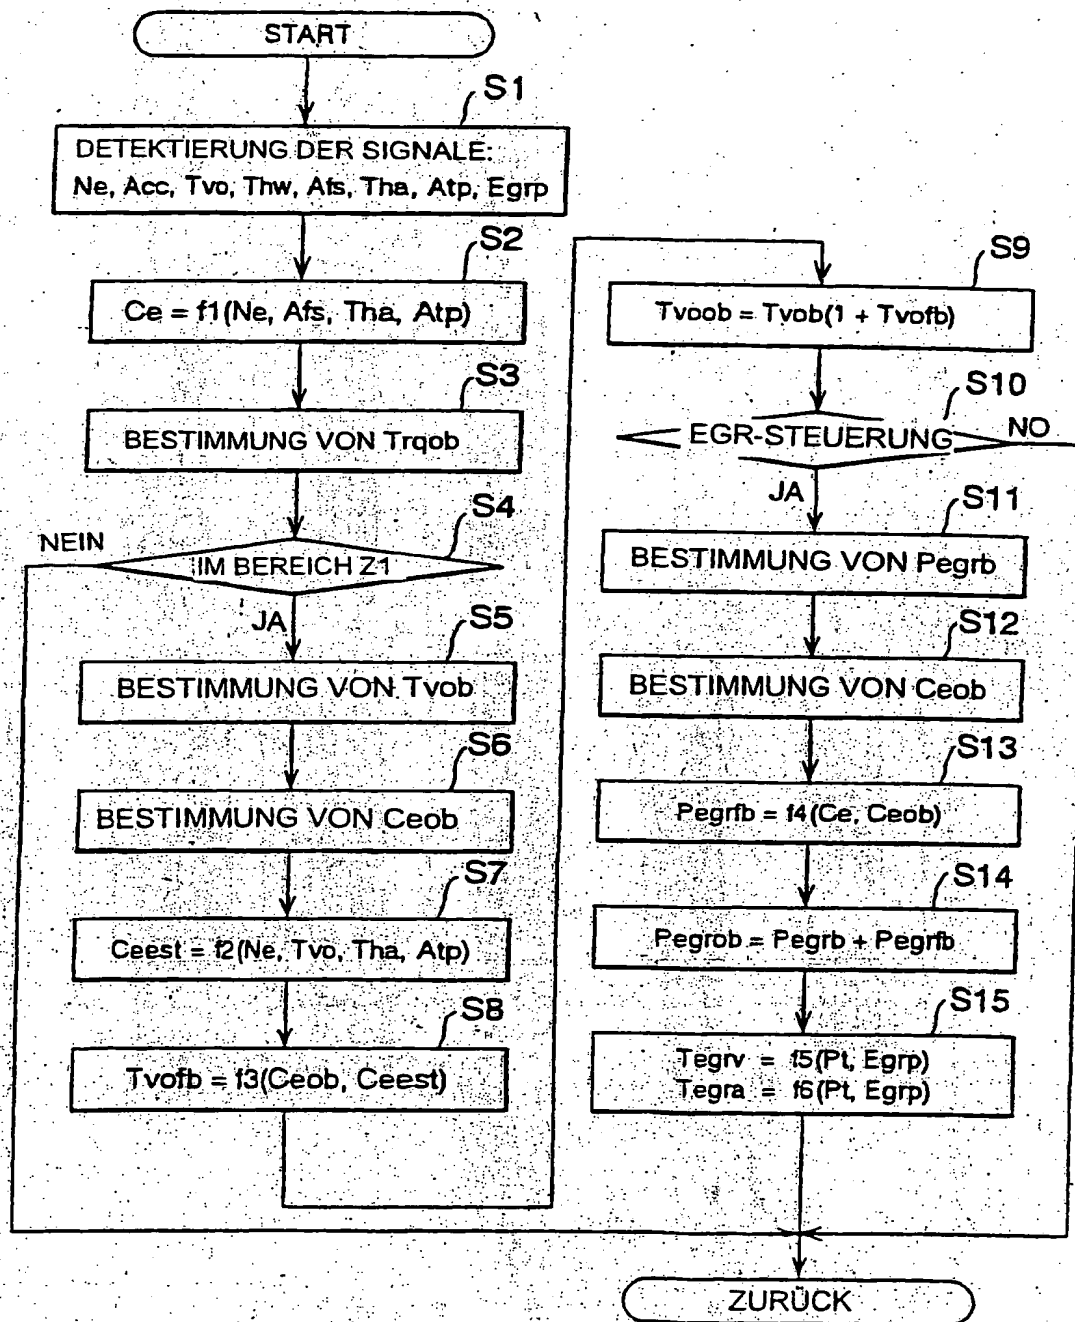 START
S1
DETEKTIERUNG DER SIGNALE:
Ne, Acc, Tvo, Thw, Afs, Tha, Atp, Egrp
S2
Ce = f1(Ne, Afs, Tha, Atp)
S3
BESTIMMUNG VON Trqob
S4
NEIN
IM BEREICH Z1
JA
S5
BESTIMMUNG VON Tvob
S6
BESTIMMUNG VON Ceob
S7
Ceest = f2(Ne, Tvo, Tha, Atp)
S8
Tvofb = f3(Ceob, Ceest)
S9
Tvoob = Tvob(1 + Tvofb)
S10
EGR-STEUERUNG
NO
JA
S11
BESTIMMUNG VON Pegrb
S12
BESTIMMUNG VON Ceob
S13
Pegrfb = f4(Ce, Ceob)
S14
Pegrob = Pegrb + Pegrfb
S15
Tegrv = f5(Pt, Egrp)
Tegra = f6(Pt, Egrp)
ZURÜCK